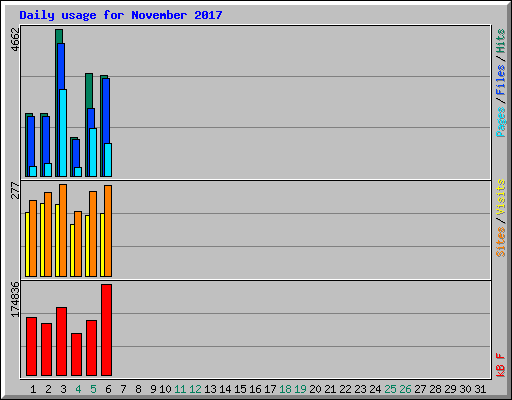 Daily usage for November 2017
4662
Pages / Files / Hits
277
Sites / Visits
174836
kB F
1 2 3 4 5 6 7 8 9 10 11 12 13 14 15 16 17 18 19 20 21 22 23 24 25 26 27 28 29 30 31